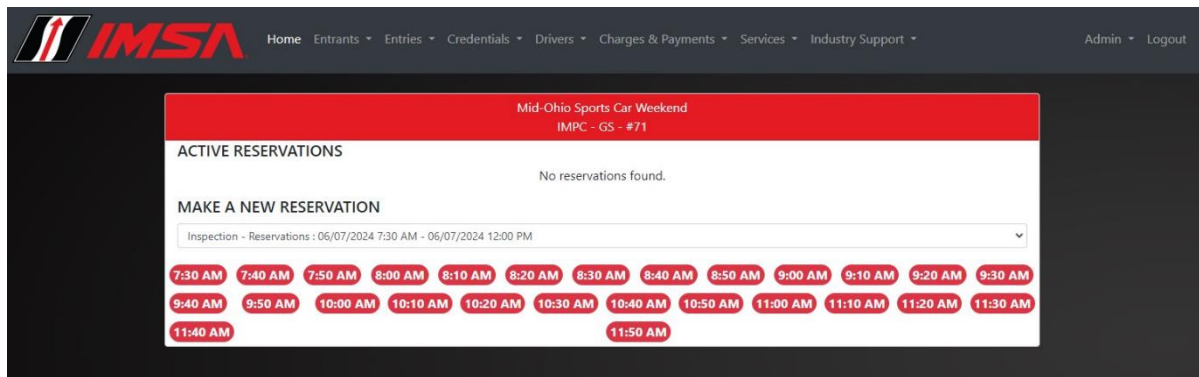 IMSA Home Entrants Entries Credentials Drivers Charges & Payments Services Industry Support Admin Logout
Mid-Ohio Sports Car Weekend
IMPC - GS - #71
ACTIVE RESERVATIONS
No reservations found.
MAKE A NEW RESERVATION
Inspection - Reservations : 06/07/2024 7:30 AM - 06/07/2024 12:00 PM
7:30 AM 7:40 AM 7:50 AM 8:00 AM 8:10 AM 8:20 AM 8:30 AM 8:40 AM 8:50 AM 9:00 AM 9:10 AM 9:20 AM 9:30 AM
9:40 AM 9:50 AM 10:00 AM 10:10 AM 10:20 AM 10:30 AM 10:40 AM 10:50 AM 11:00 AM 11:10 AM 11:20 AM 11:30 AM
11:40 AM 11:50 AM